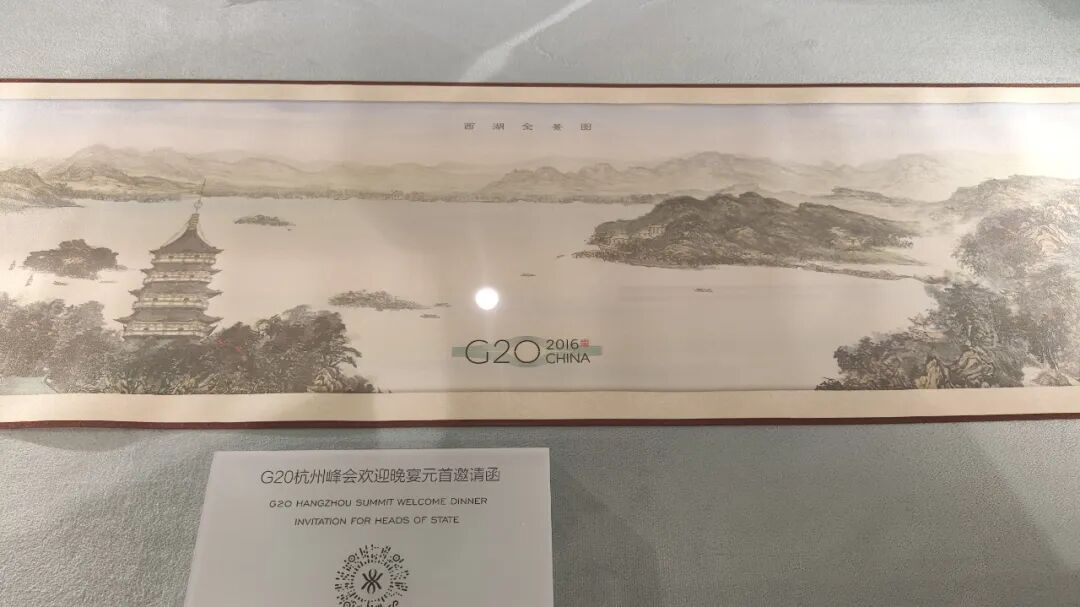 西湖全景图
G20 2016 CHINA
G20杭州峰会欢迎晚宴元首邀请函
G20 HANGZHOU SUMMIT WELCOME DINNER
INVITATION FOR HEADS OF STATE